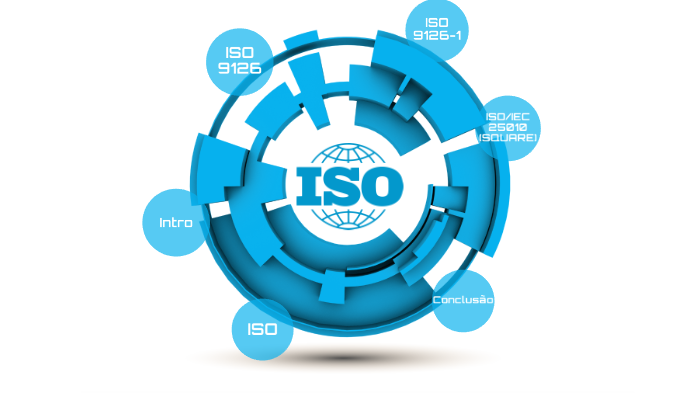 ISO
9126-1
ISO
9126
ISO/IEC
25010
(SQUARE)
ISO
Intro
Conclusão
ISO